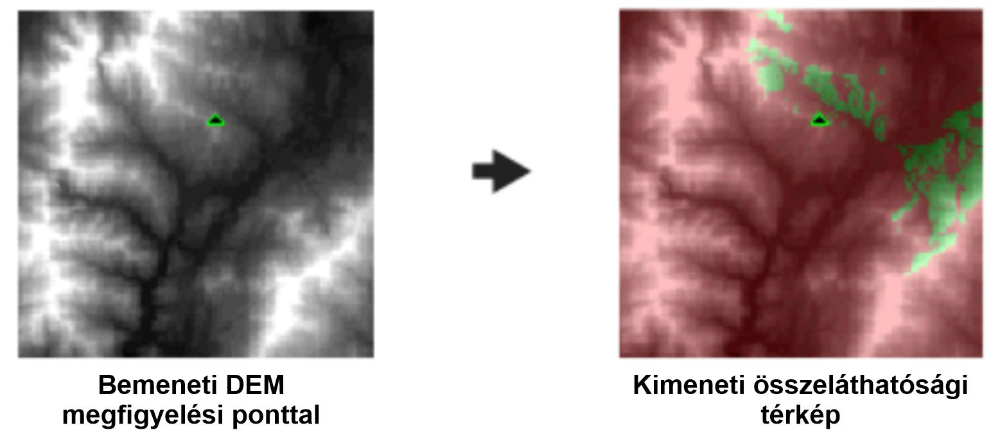 Bemeneti DEM
megfigyelési ponttal
Kimeneti összeláthatósági
térkép